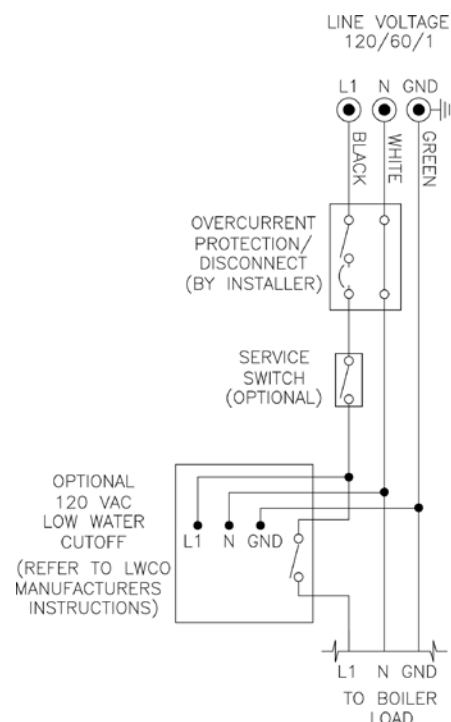 LINE VOLTAGE
120/60/1
L1 N GND
BLACK
WHITE
GREEN
OVERCURRENT
PROTECTION/
DISCONNECT
(BY INSTALLER)
SERVICE
SWITCH
(OPTIONAL)
OPTIONAL
120 VAC
LOW WATER
CUTOFF
(REFER TO LWCO
MANUFACTURERS
INSTRUCTIONS)
L1 N GND
L1 N GND
TO BOILER
LOAD